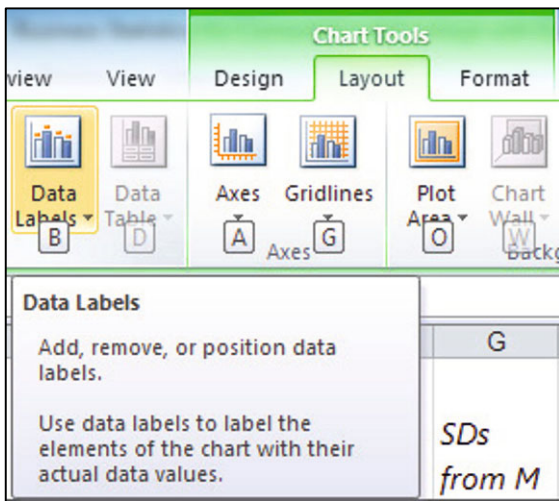 Chart Tools
view View Design Layout Format
Data Data Axes Gridlines Plot Chart
Labels Table Area Wall
B D A G O W
Axes Backg
Data Labels
Add, remove, or position data
labels.
G
Use data labels to label the
elements of the chart with their
actual data values.
SDs
from M